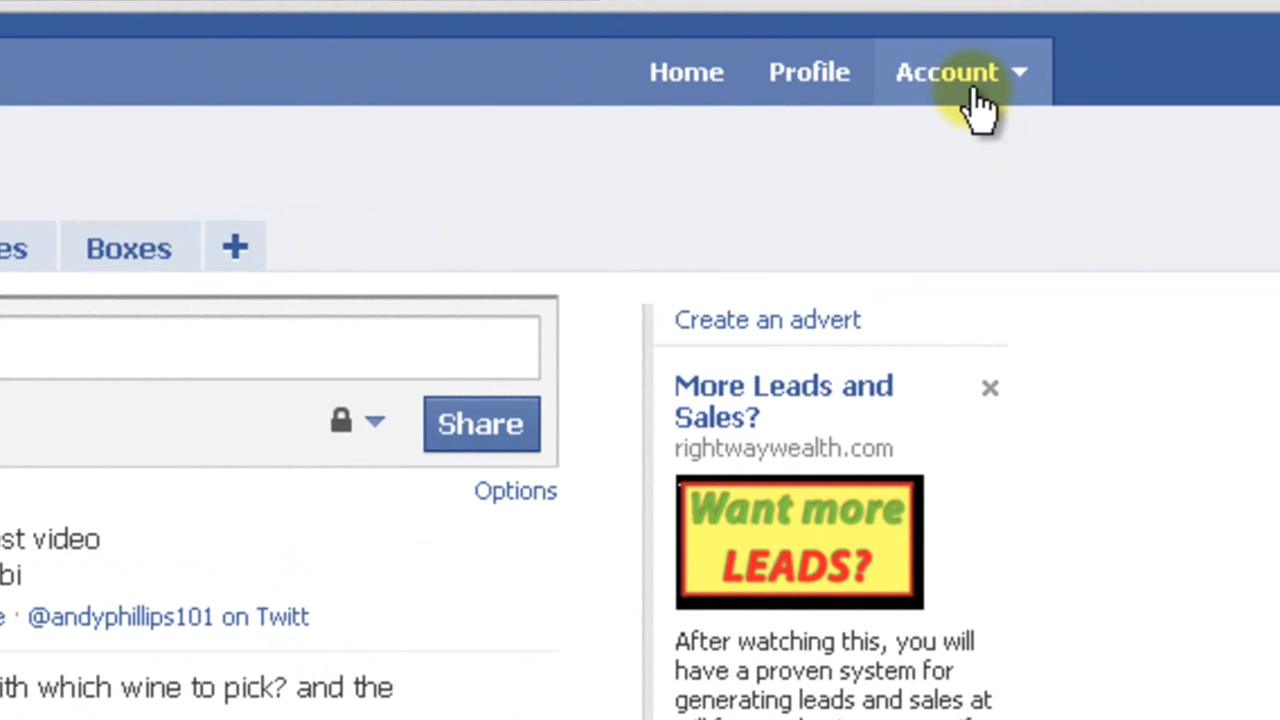 Home Profile Account
es Boxes +
Create an advert
More Leads and
Sales?
rightwaywealth.com
Share
Options
Want more
LEADS?
est video
bi
e · @andyphillips101 on Twitt
ith which wine to pick? and the
After watching this, you will
have a proven system for
generating leads and sales at